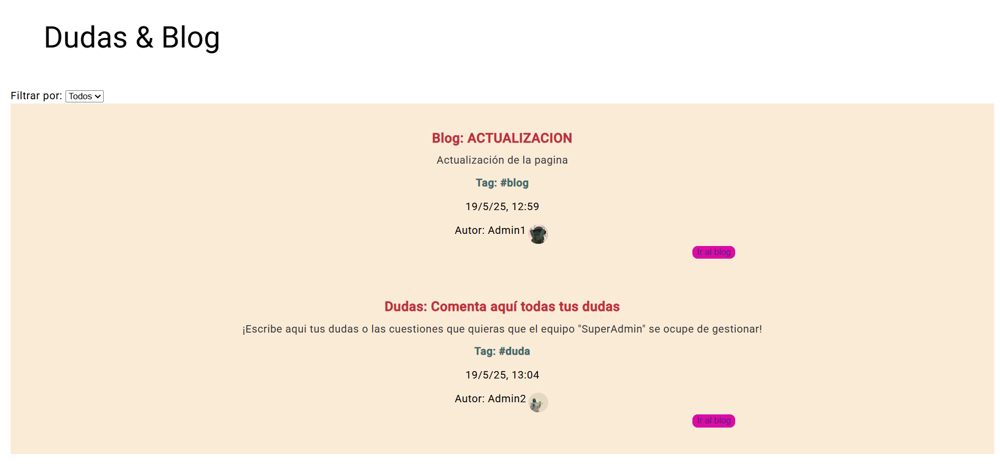 Dudas & Blog
Filtrar por: Todos
Blog: ACTUALIZACION
Actualización de la pagina
Tag: #blog
19/5/25, 12:59
Autor: Admin1
Ir al blog
Dudas: Comenta aquí todas tus dudas
¡Escribe aqui tus dudas o las cuestiones que quieras que el equipo "SuperAdmin" se ocupe de gestionar!
Tag: #duda
19/5/25, 13:04
Autor: Admin2
Ir al blog